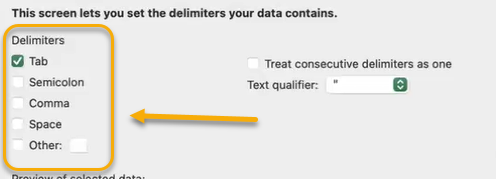 This screen lets you set the delimiters your data contains.
Delimiters
Tab
Treat consecutive delimiters as one
Semicolon
Text qualifier: "
Comma
Space
Other:
Preview of selected data: